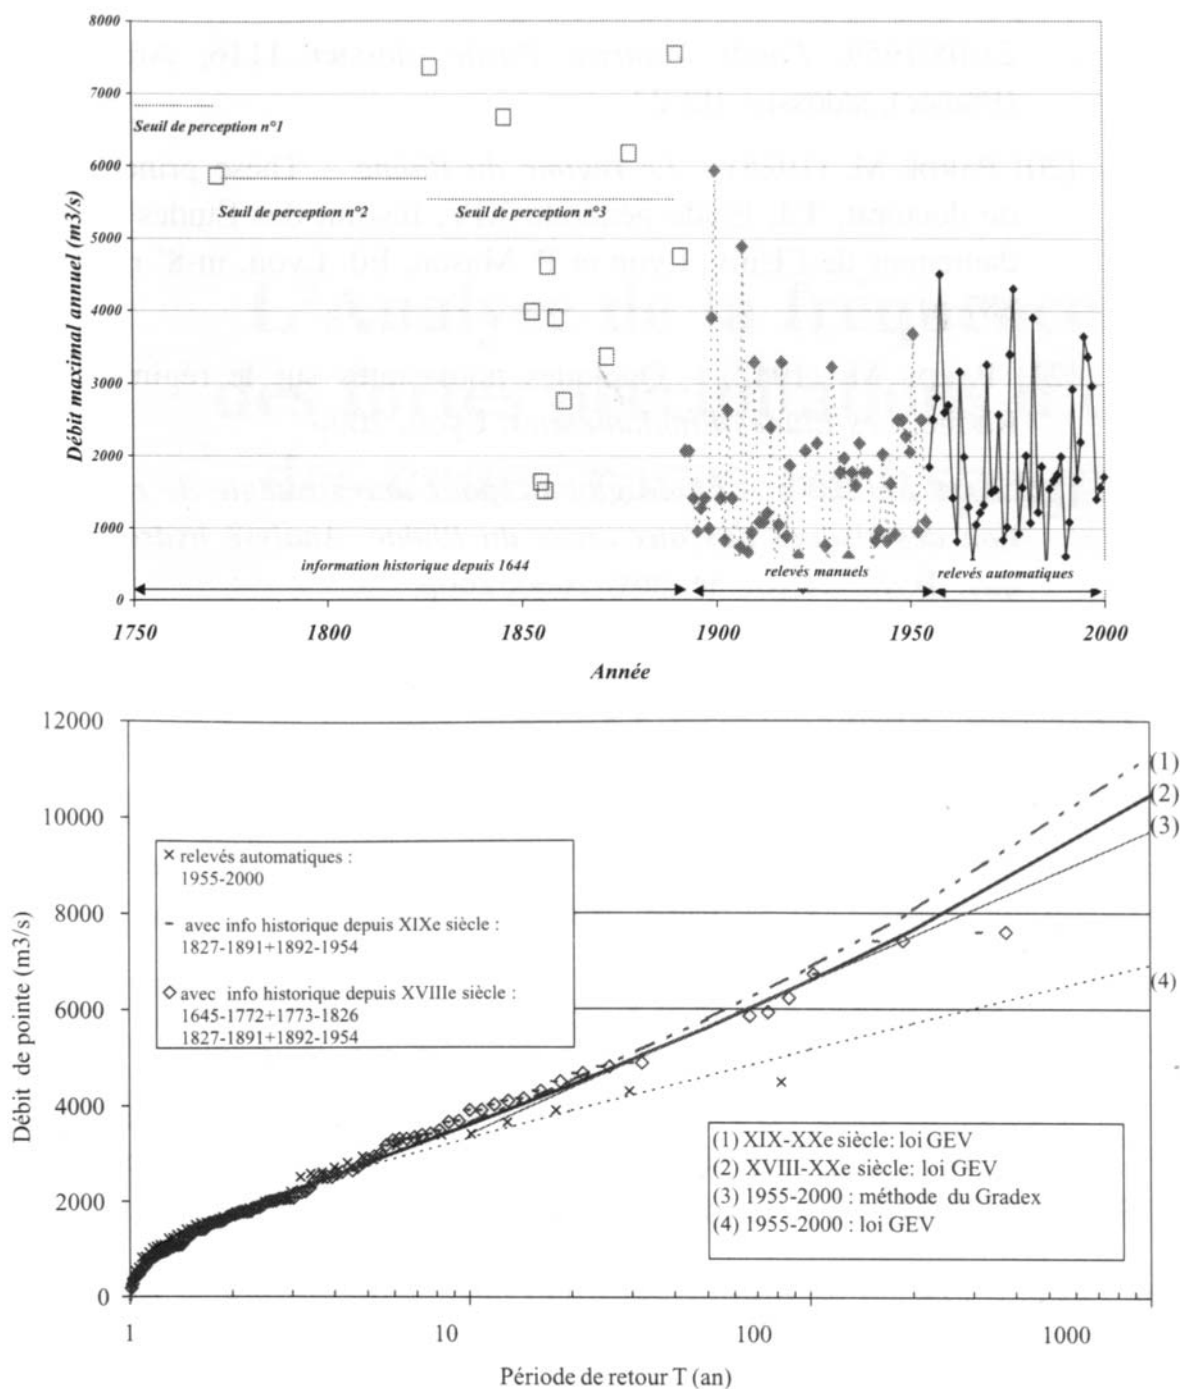 8000
7000
Seuil de perception n°1
6000
Seuil de perception n°2
Seuil de perception n°3
5000
4000
3000
2000
1000
0
Débit maximal annuel (m3/s)
information historique depuis 1644
relevés manuels
relevés automatiques
1750
1800
1850
1900
1950
2000
Année
12000
10000
8000
6000
4000
2000
0
Débit de pointe (m3/s)
× relevés automatiques :
1955-2000
- avec info historique depuis XIXe siècle :
1827-1891+1892-1954
◇ avec info historique depuis XVIIIe siècle :
1645-1772+1773-1826
1827-1891+1892-1954
(1)
(2)
(3)
(4)
(1) XIX-XXe siècle: loi GEV
(2) XVIII-XXe siècle: loi GEV
(3) 1955-2000 : méthode du Gradex
(4) 1955-2000 : loi GEV
1
10
100
1000
Période de retour T (an)